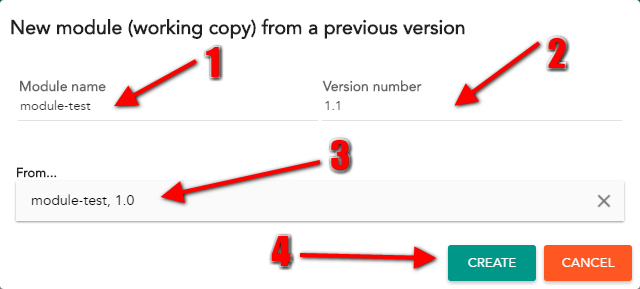 New module (working copy) from a previous version
1
2
Module name
Version number
module-test
1.1
3
From...
module-test, 1.0
4
CREATE
CANCEL